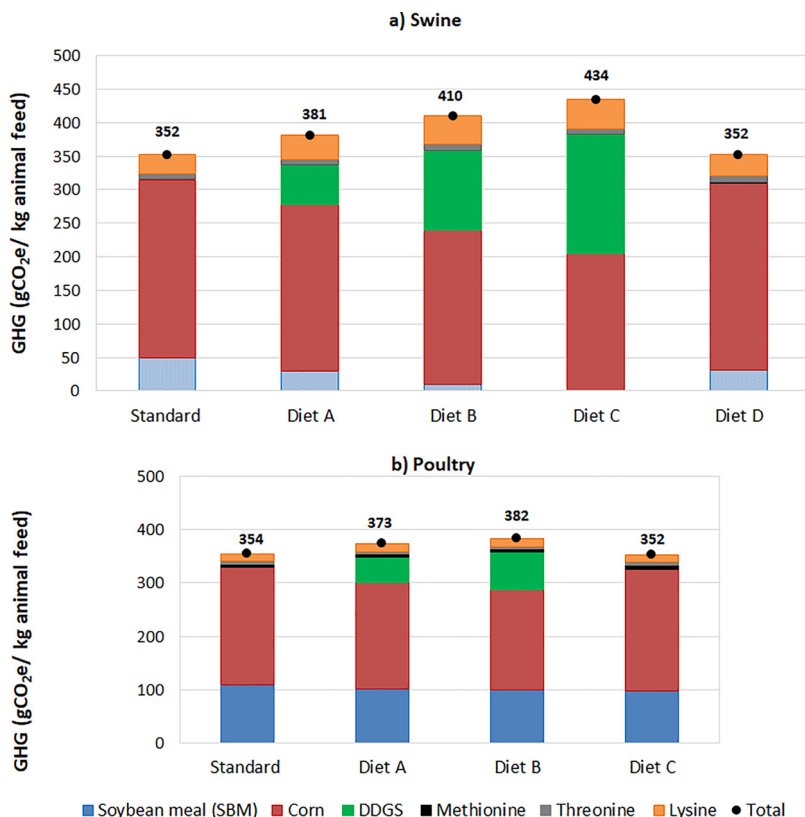 a) Swine
GHG (gCO₂e/ kg animal feed)
500
450
400
350
300
250
200
150
100
50
0
352
381
410
434
352
Standard
Diet A
Diet B
Diet C
Diet D
b) Poultry
GHG (gCO₂e/ kg animal feed)
500
400
300
200
100
0
354
373
382
352
Standard
Diet A
Diet B
Diet C
Soybean meal (SBM) Corn DDGS Methionine Threonine Lysine Total